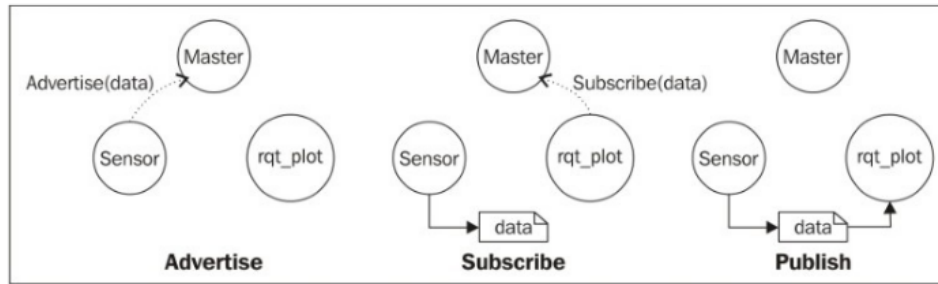 Master
Advertise(data)
Sensor
rqt_plot
Advertise
Master
Subscribe(data)
Sensor
rqt_plot
data
Subscribe
Master
Sensor
rqt_plot
data
Publish